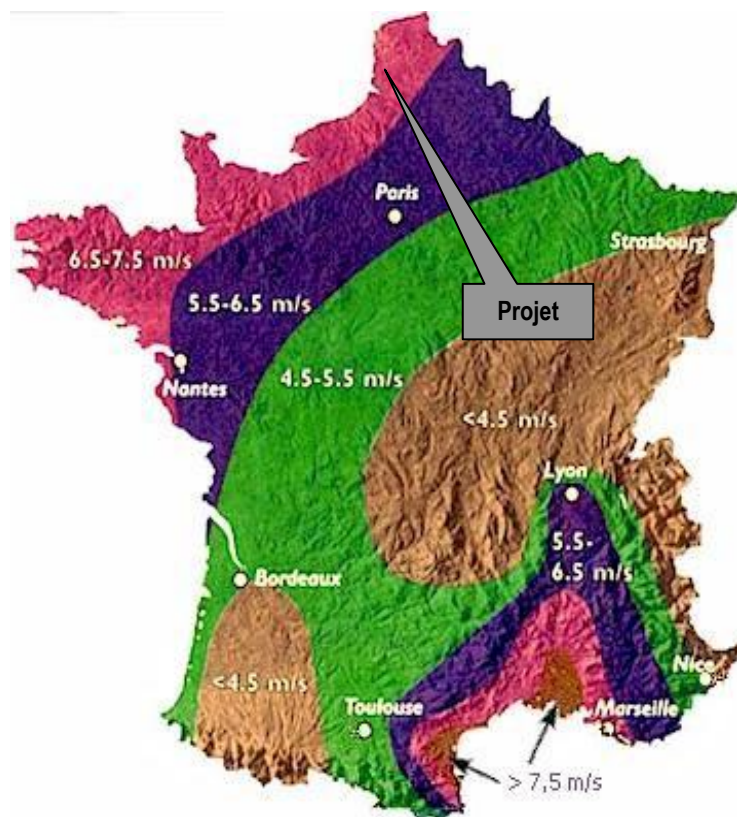 Paris
Strasbourg
6.5-7.5 m/s
5.5-6.5 m/s
Projet
Nantes
4.5-5.5 m/s
<4.5 m/s
Lyon
5.5-
6.5 m/s
Bordeaux
<4.5 m/s
Nice
Toulouse
Marseille
> 7,5 m/s